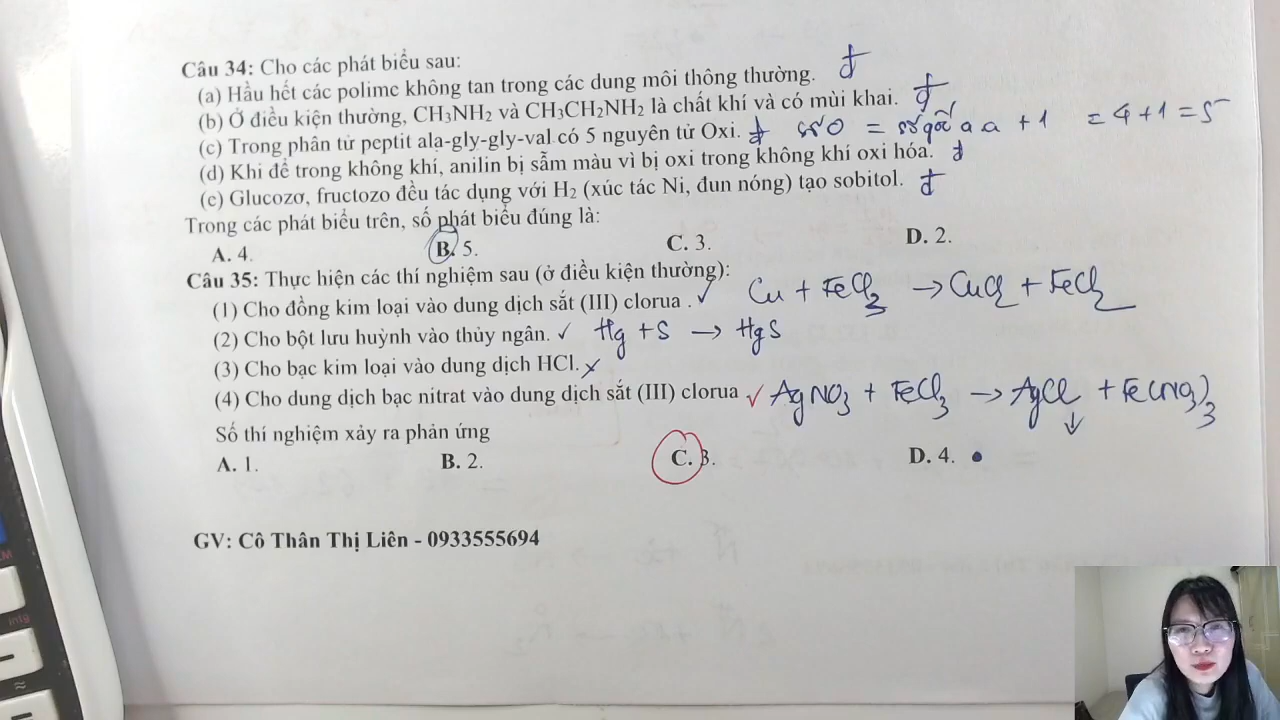 Câu 34: Cho các phát biểu sau:
(a) Hầu hết các polime không tan trong các dung môi thông thường. đ
(b) Ở điều kiện thường, CH3NH2 và CH3CH2NH2 là chất khí và có mùi khai. đ
(c) Trong phân tử peptit ala-gly-gly-val có 5 nguyên tử Oxi. đ số O = số gốc a a + 1 = 4 + 1 = 5
(d) Khi để trong không khí, anilin bị sẫm màu vì bị oxi trong không khí oxi hóa. đ
(e) Glucozơ, fructozơ đều tác dụng với H2 (xúc tác Ni, đun nóng) tạo sobitol. đ
Trong các phát biểu trên, số phát biểu đúng là:
A. 4. B. 5. C. 3. D. 2.
Câu 35: Thực hiện các thí nghiệm sau (ở điều kiện thường):
(1) Cho đồng kim loại vào dung dịch sắt (III) clorua . ✓ Cu + FeCl3 → CuCl2 + FeCl2
(2) Cho bột lưu huỳnh vào thủy ngân. ✓ Hg + S → HgS
(3) Cho bạc kim loại vào dung dịch HCl. x
(4) Cho dung dịch bạc nitrat vào dung dịch sắt (III) clorua ✓ AgNO3 + FeCl3 → AgCl ↓ + Fe(NO3)3
Số thí nghiệm xảy ra phản ứng
A. 1. B. 2. C. 3. D. 4.
GV: Cô Thân Thị Liên - 0933555694